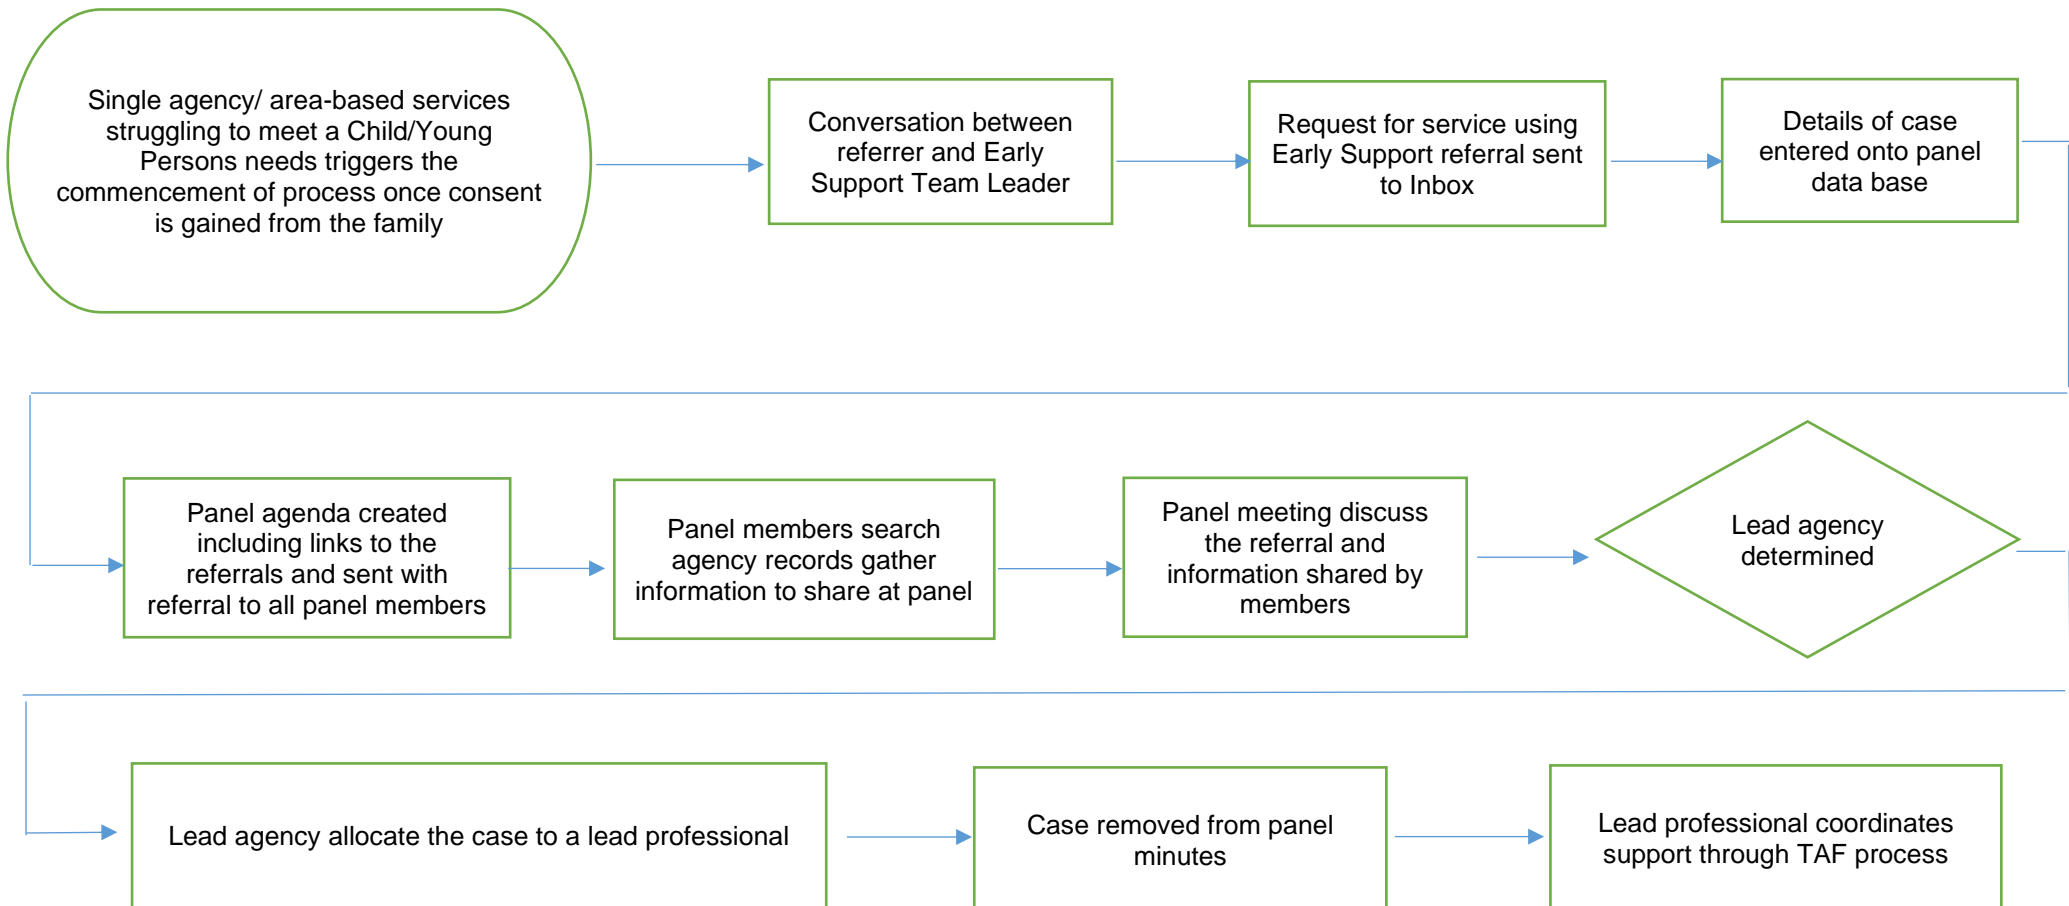 Single agency/ area-based services
struggling to meet a Child/Young
Persons needs triggers the
commencement of process once consent
is gained from the family
Conversation between
referrer and Early
Support Team Leader
Request for service using
Early Support referral sent
to Inbox
Details of case
entered onto panel
data base
Panel agenda created
including links to the
referrals and sent with
referral to all panel members
Panel members search
agency records gather
information to share at panel
Panel meeting discuss
the referral and
information shared by
members
Lead agency
determined
Lead agency allocate the case to a lead professional
Case removed from panel
minutes
Lead professional coordinates
support through TAF process